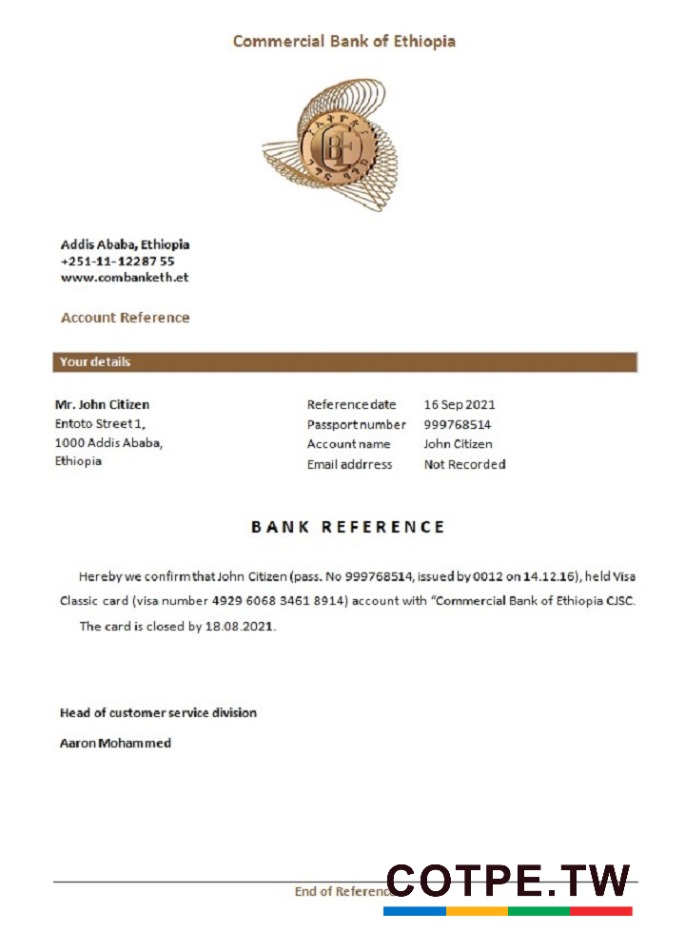 Commercial Bank of Ethiopia
CBE
Addis Ababa, Ethiopia
+251-11-12287 55
www.combanketh.et
Account Reference
Your details
Mr. John Citizen
Entoto Street 1,
1000 Addis Ababa,
Ethiopia
Reference date 16 Sep 2021
Passport number 999768514
Account name John Citizen
Email addrress Not Recorded
BANK REFERENCE
Hereby we confirm that John Citizen (pass. No 999768514, issued by 0012 on 14.12.16), held Visa
Classic card (visa number 4929 6068 3461 8914) account with “Commercial Bank of Ethiopia CJSC.
The card is closed by 18.08.2021.
Head of customer service division
Aaron Mohammed
End of Referenc
COTPE.TW